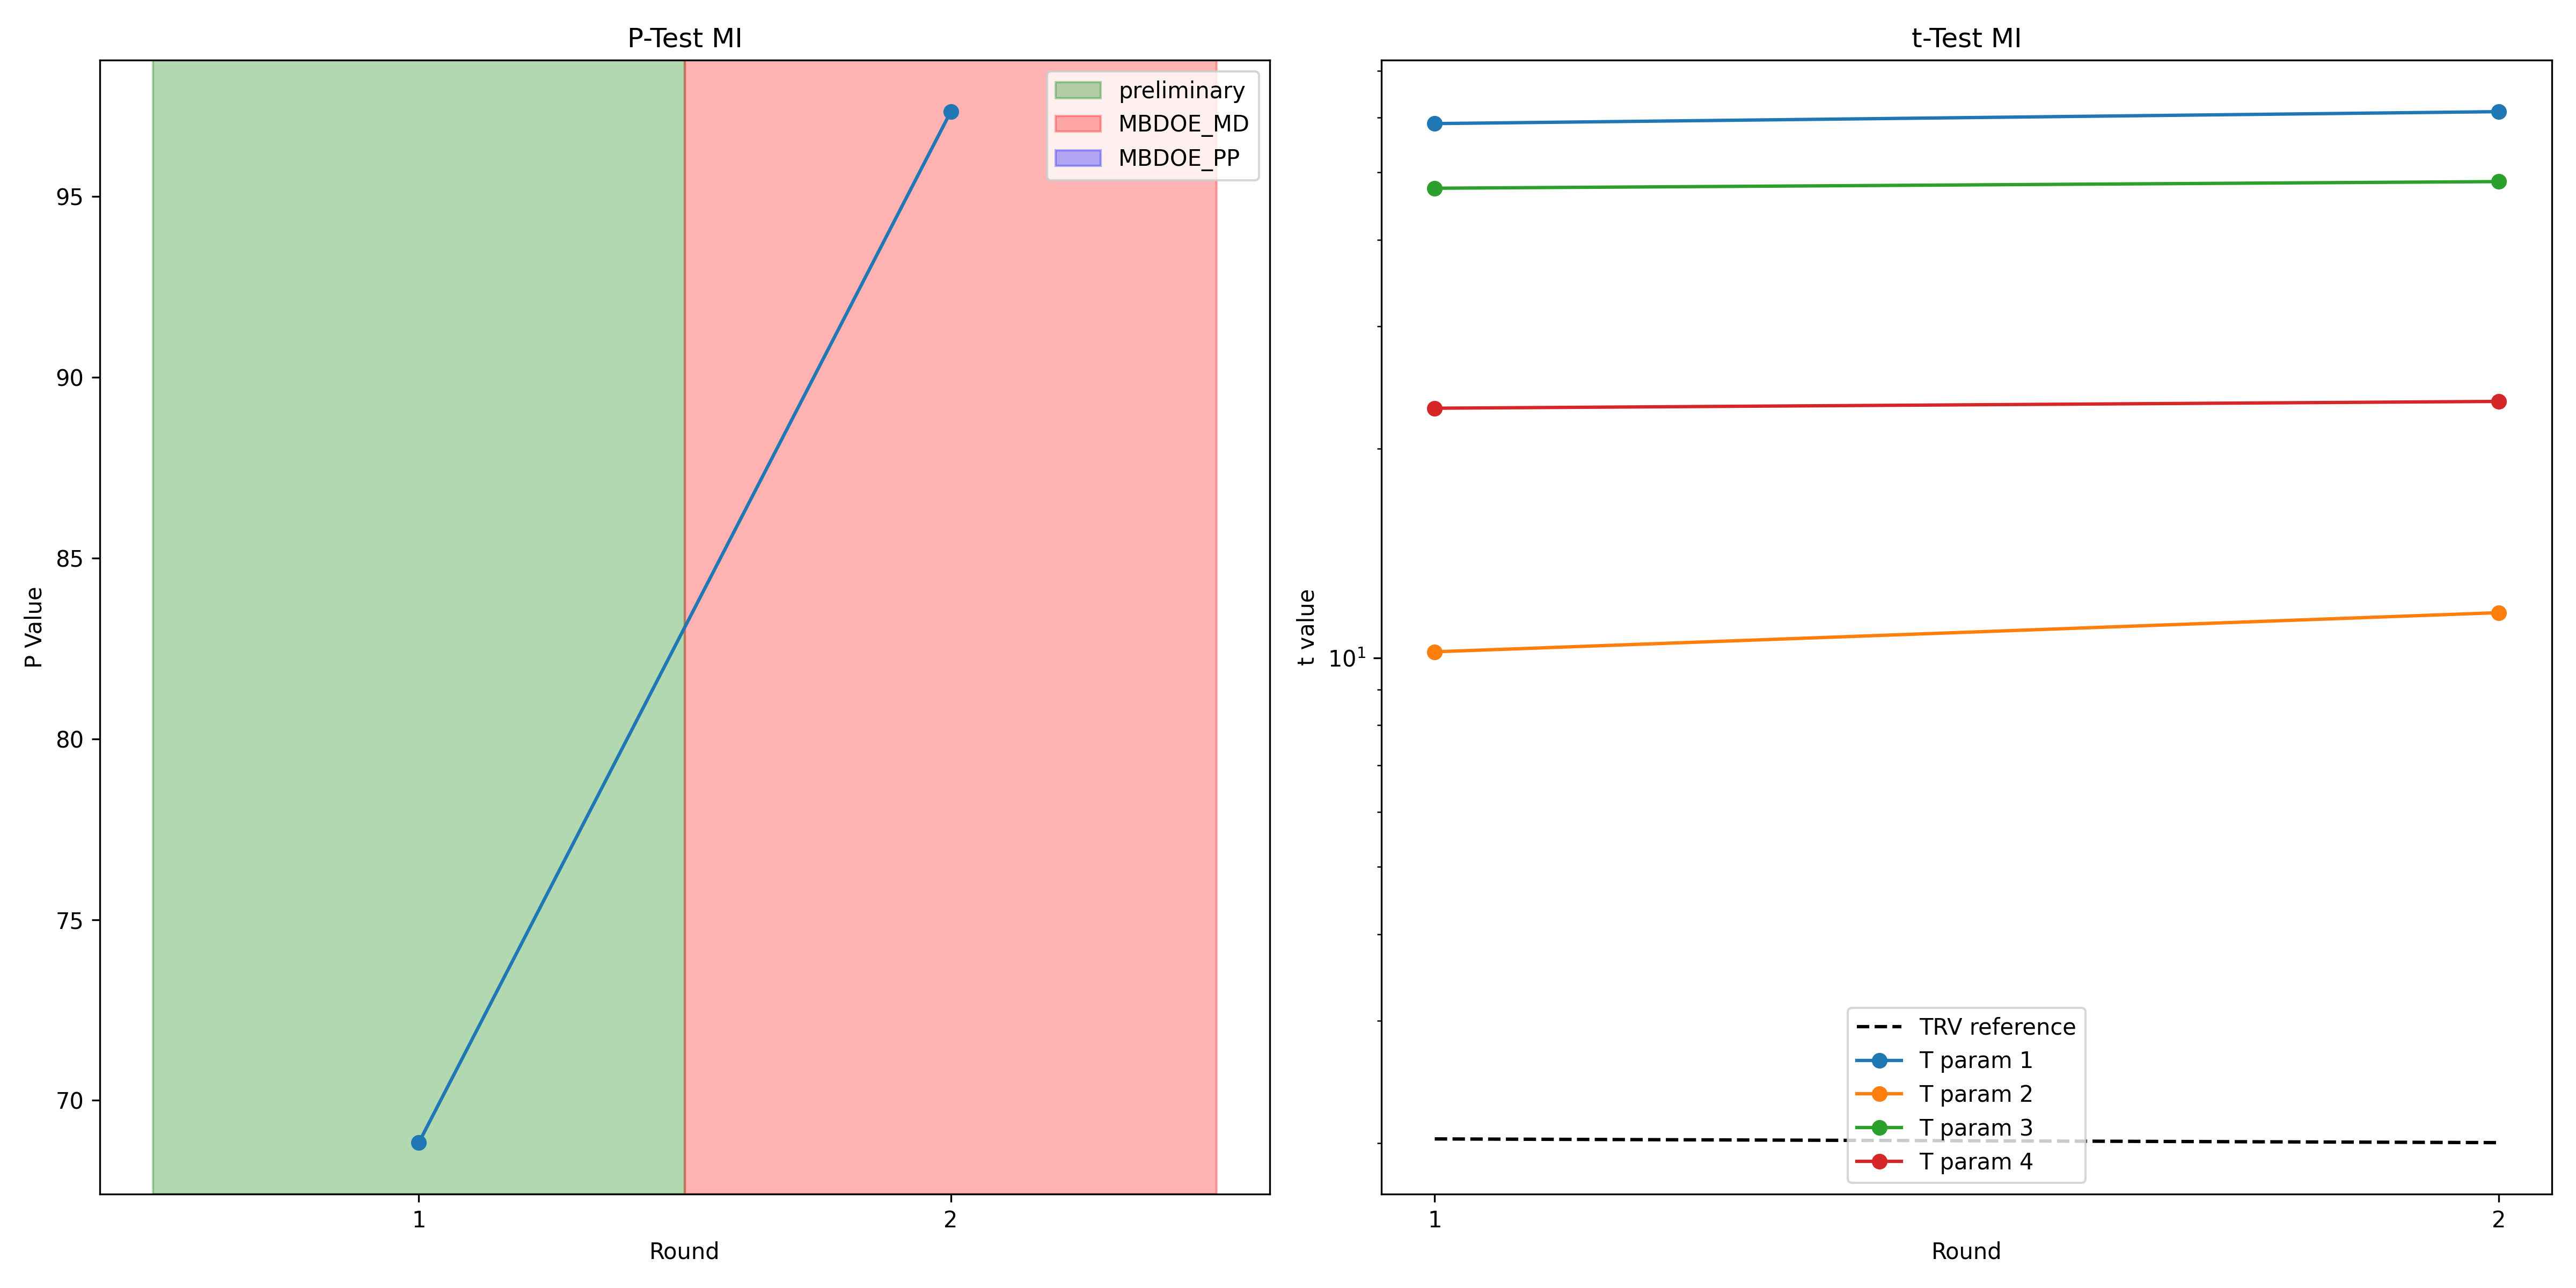 P-Test MI
P Value
95
90
85
80
75
70
preliminary
MBDOE_MD
MBDOE_PP
1
2
Round
t-Test MI
t value
10¹
TRV reference
T param 1
T param 2
T param 3
T param 4
1
2
Round